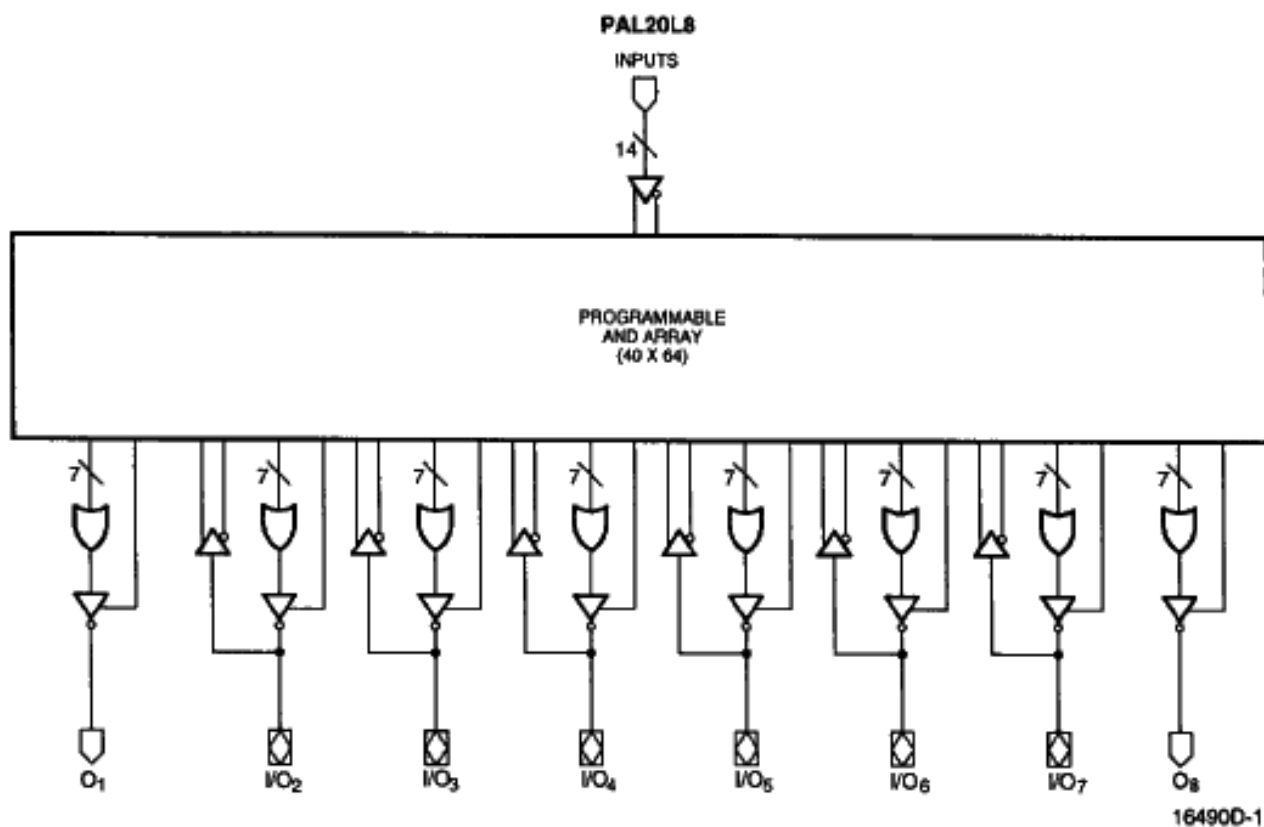 PAL20L8
INPUTS
14
PROGRAMMABLE
AND ARRAY
(40 X 64)
7 7 7 7 7 7 7 7
O1 I/O2 I/O3 I/O4 I/O5 I/O6 I/O7 O8
16490D-1